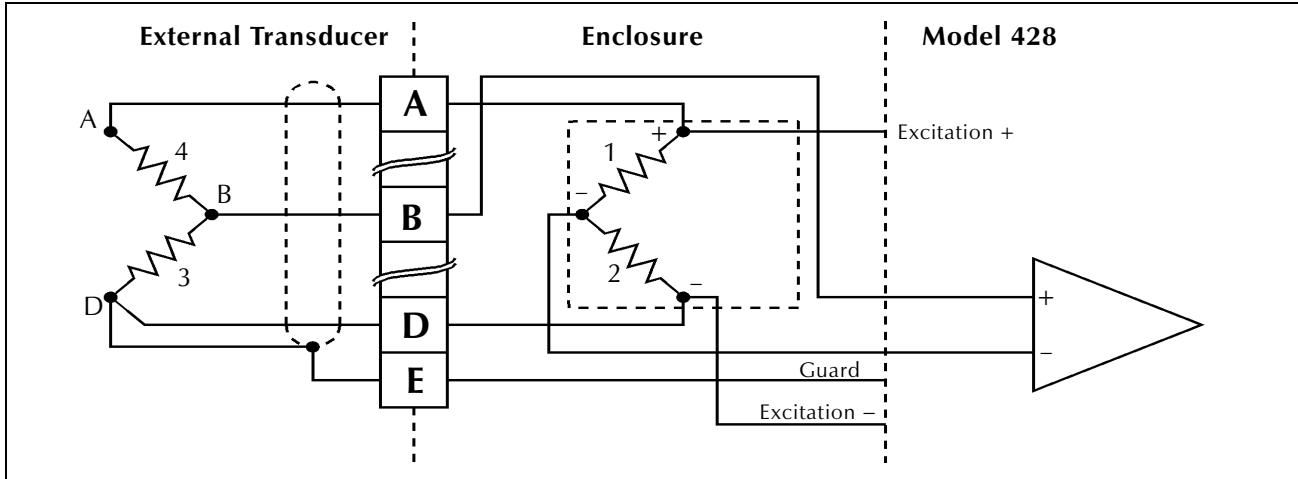 External Transducer
Enclosure
Model 428
A
A
+
Excitation +
4
1
B
B
−
3
2
−
D
D
+
−
E
Guard
Excitation −